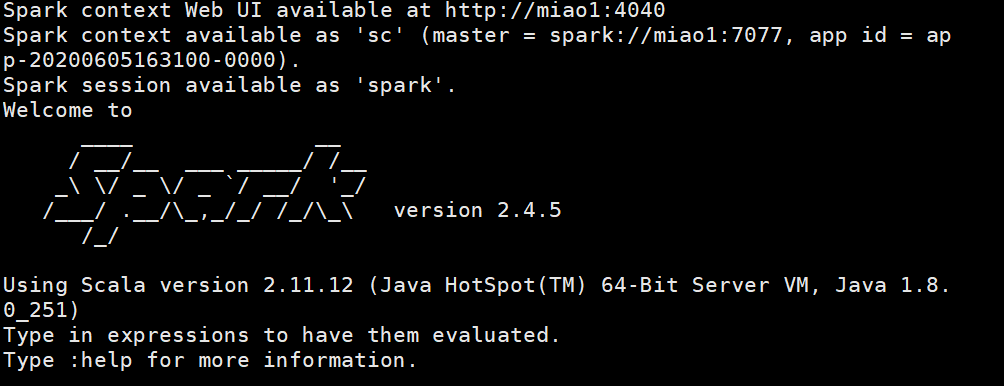 Spark context Web UI available at http://miao1:4040
Spark context available as 'sc' (master = spark://miao1:7077, app id = ap
p-20200605163100-0000).
Spark session available as 'spark'.
Welcome to
      ____              __
     / __/__  ___ _____/ /__
    _\ \/ _ \/ _ `/ __/  '_/
   /___/ .__/\_,_/_/ /_/\_\   version 2.4.5
      /_/
Using Scala version 2.11.12 (Java HotSpot(TM) 64-Bit Server VM, Java 1.8.
0_251)
Type in expressions to have them evaluated.
Type :help for more information.